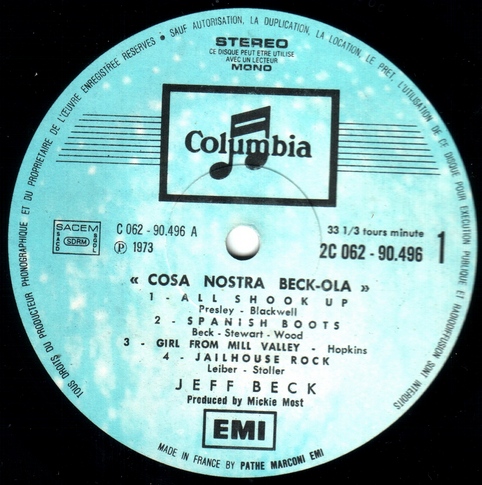 TOUS DROITS DU PRODUCTEUR PHONOGRAPHIQUE ET DU PROPRIETAIRE DE L'ŒUVRE ENREGISTREE RESERVES • SAUF AUTORISATION, LA DUPLICATION, LA LOCATION, LE PRET, L'UTILISATION DE CE DISQUE POUR EXECUTION PUBLIQUE ET RADIODIFFUSION SONT INTERDITS
STEREO
CE DISQUE PEUT ETRE UTILISE
AVEC UN LECTEUR
MONO
Columbia
SACEM
SDRM
C 062 - 90.496 A
Ⓟ 1973
33 1/3 tours minute
2C 062 - 90.496 1
« COSA NOSTRA BECK-OLA »
1 - ALL SHOOK UP
Presley - Blackwell
2 - SPANISH BOOTS
Beck - Stewart - Wood
3 - GIRL FROM MILL VALLEY - Hopkins
4 - JAILHOUSE ROCK
Leiber - Stoller
JEFF BECK
Produced by Mickie Most
EMI
MADE IN FRANCE BY PATHE MARCONI EMI